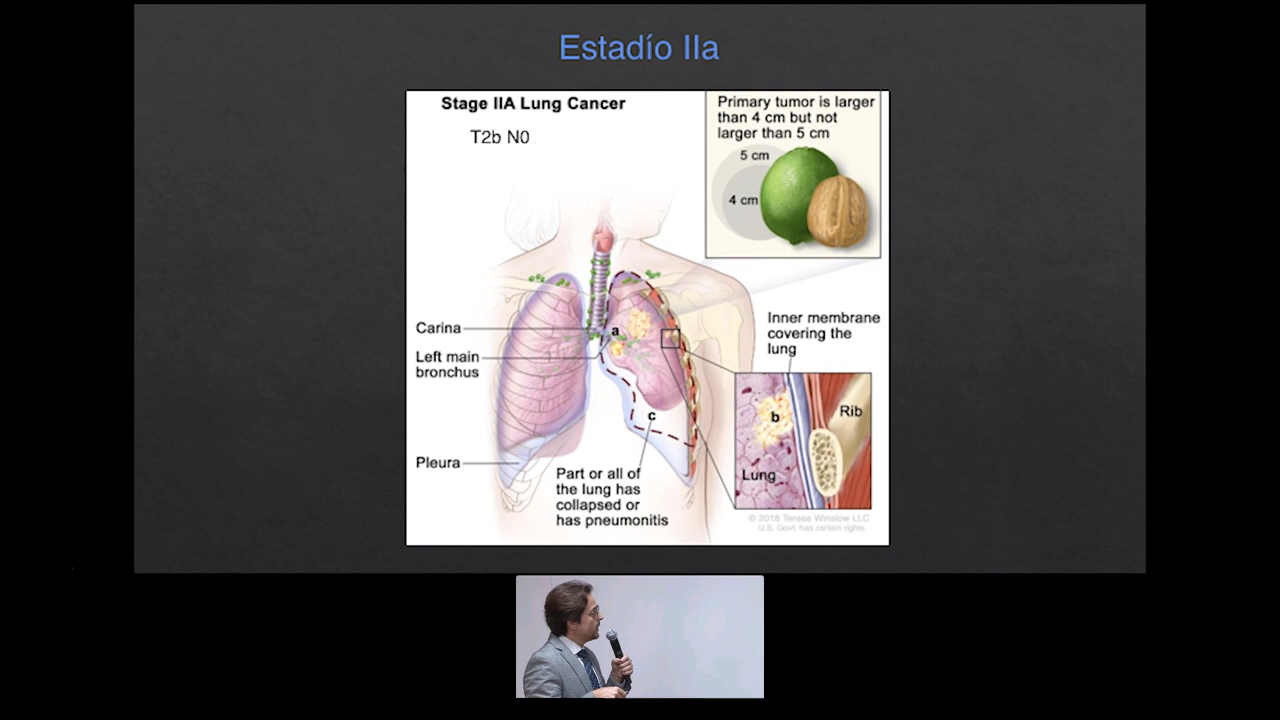 Estadío IIa
Stage IIA Lung Cancer
T2b N0
Primary tumor is larger
than 4 cm but not
larger than 5 cm
5 cm
4 cm
Carina
Left main
bronchus
Pleura
a
c
Part or all of
the lung has
collapsed or
has pneumonitis
Inner membrane
covering the
lung
b
Rib
Lung
© 2018 Terese Winslow LLC
U.S. Govt. has certain rights